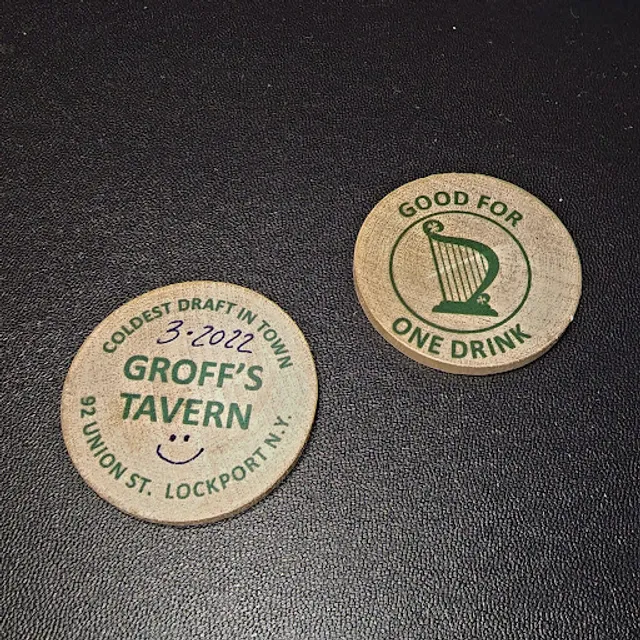 COLDEST DRAFT IN TOWN
3-2022
GROFF'S
TAVERN
92 UNION ST. LOCKPORT N.Y.
GOOD FOR
ONE DRINK